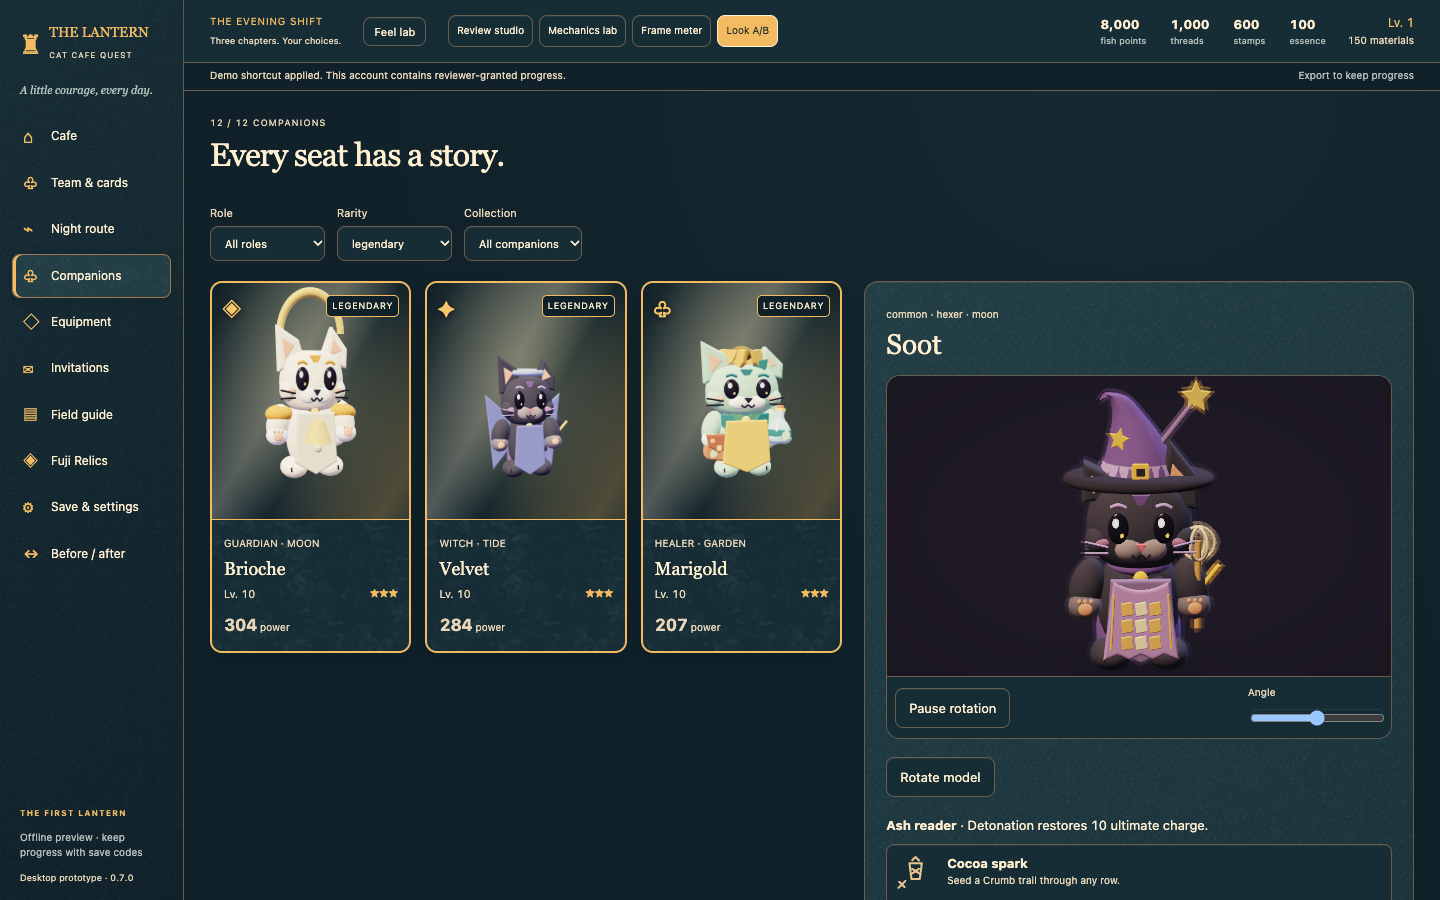 THE LANTERN
CAT CAFE QUEST
A little courage, every day.
Cafe
Team & cards
Night route
Companions
Equipment
Invitations
Field guide
Fuji Relics
Save & settings
Before / after
THE FIRST LANTERN
Offline preview · keep
progress with save codes
Desktop prototype · 0.7.0
THE EVENING SHIFT
Three chapters. Your choices.
Feel lab
Review studio
Mechanics lab
Frame meter
Look A/B
8,000
fish points
1,000
threads
600
stamps
100
essence
Lv. 1
150 materials
Demo shortcut applied. This account contains reviewer-granted progress.
Export to keep progress
12 / 12 COMPANIONS
Every seat has a story.
Role
All roles
Rarity
legendary
Collection
All companions
LEGENDARY
GUARDIAN · MOON
Brioche
Lv. 10
304 power
LEGENDARY
WITCH · TIDE
Velvet
Lv. 10
284 power
LEGENDARY
HEALER · GARDEN
Marigold
Lv. 10
207 power
common · hexer · moon
Soot
Pause rotation
Angle
Rotate model
Ash reader · Detonation restores 10 ultimate charge.
Cocoa spark
Seed a Crumb trail through any row.